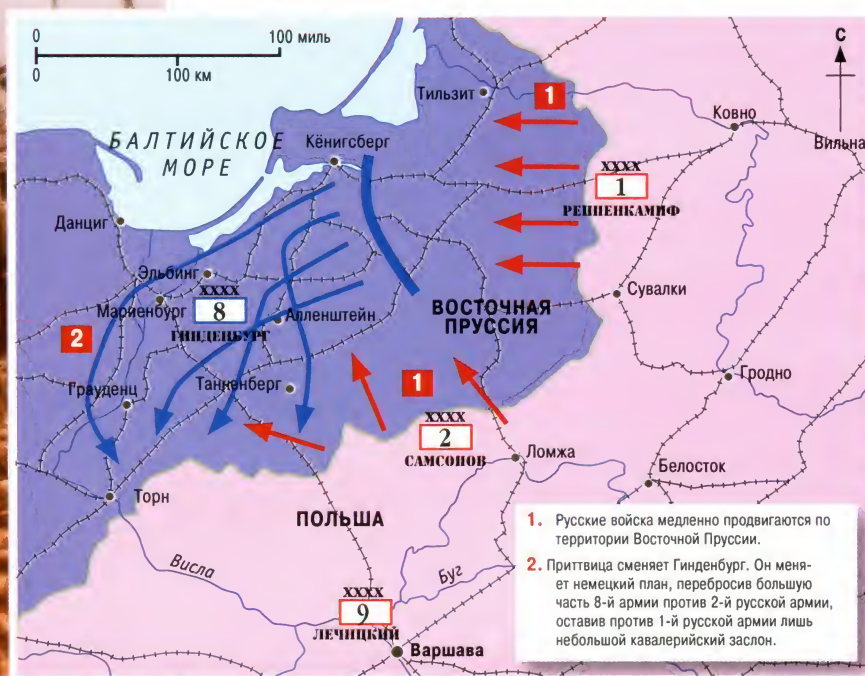 0 100 миль
0 100 км
С
БАЛТИЙСКОЕ
МОРЕ
Тильзит
1
Ковно
Вильна
Кёнигсберг
XXXX
1
РЕННЕНКАМПФ
Данциг
Эльбинг
XXXX
8
ГИНДЕНБУРГ
Мариенбург
Алленштейн
ВОСТОЧНАЯ
ПРУССИЯ
Сувалки
2
Танненберг
1
Гродно
Грауденц
XXXX
2
САМСОНОВ
Ломжа
Белосток
Торн
ПОЛЬША
Висла
Буг
XXXX
9
ЛЕЧИЦКИЙ
Варшава
1. Русские войска медленно продвигаются по
территории Восточной Пруссии.
2. Приттвица сменяет Гинденбург. Он меня-
ет немецкий план, перебросив большую
часть 8-й армии против 2-й русской армии,
оставив против 1-й русской армии лишь
небольшой кавалерийский заслон.